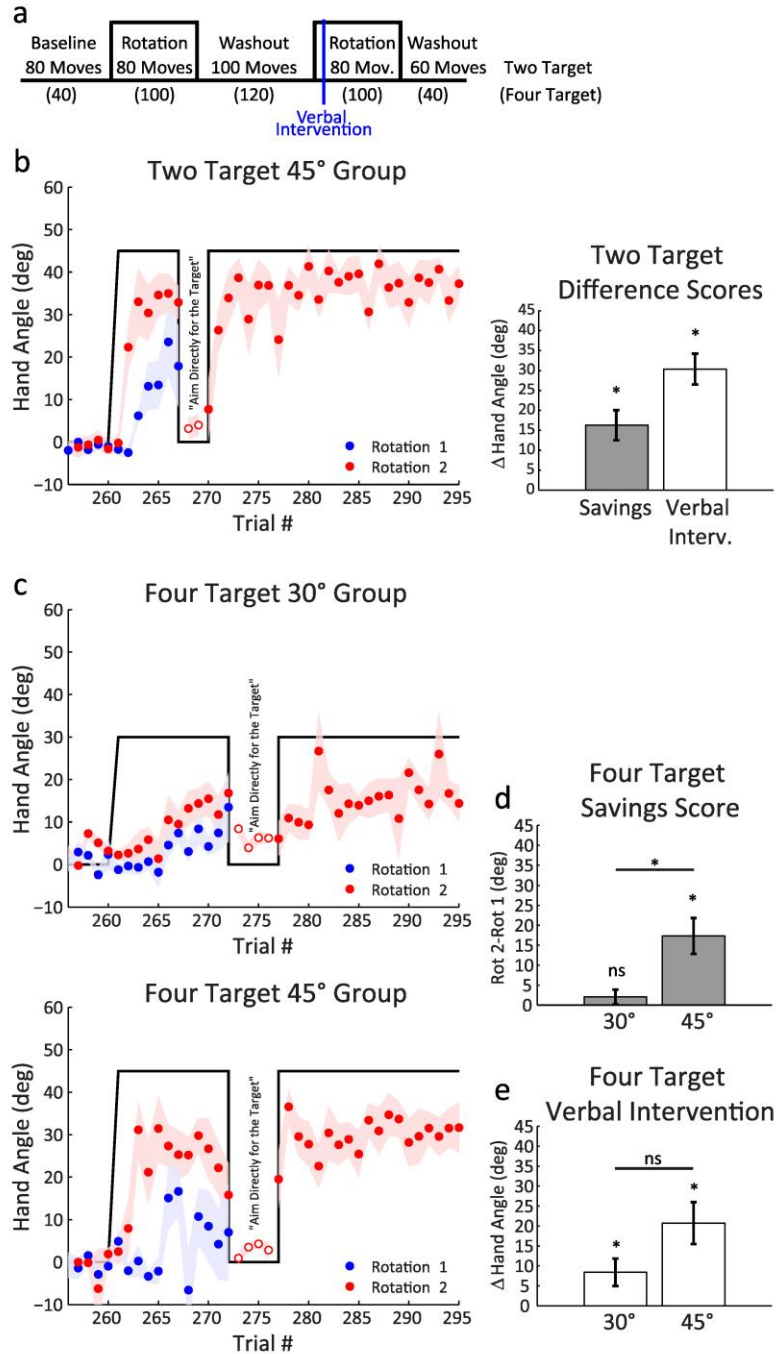 a
Baseline Rotation Washout Rotation Washout
80 Moves 80 Moves 100 Moves 80 Mov. 60 Moves Two Target
(40) (100) (120) (100) (40) (Four Target)
Verbal
Intervention
b
Two Target 45° Group
60
50
40
30
20
10
0
−10
Hand Angle (deg)
"Aim Directly for the Target"
Rotation 1
Rotation 2
260 265 270 275 280 285 290 295
Trial #
Two Target
Difference Scores
45
40
35
30
25
20
15
10
5
0
Δ Hand Angle (deg)
*
*
Savings Verbal
Interv.
c
Four Target 30° Group
60
50
40
30
20
10
0
−10
Hand Angle (deg)
"Aim Directly for the Target"
Rotation 1
Rotation 2
260 265 270 275 280 285 290 295
Trial #
Four Target 45° Group
60
50
40
30
20
10
0
−10
Hand Angle (deg)
"Aim Directly for the Target"
Rotation 1
Rotation 2
260 265 270 275 280 285 290 295
Trial #
d
Four Target
Savings Score
45
40
35
30
25
20
15
10
5
0
Rot 2-Rot 1
*
ns
*
30° 45°
e
Four Target
Verbal Intervention
45
40
35
30
25
20
15
10
5
0
Δ Hand Angle (deg)
ns
*
*
30° 45°